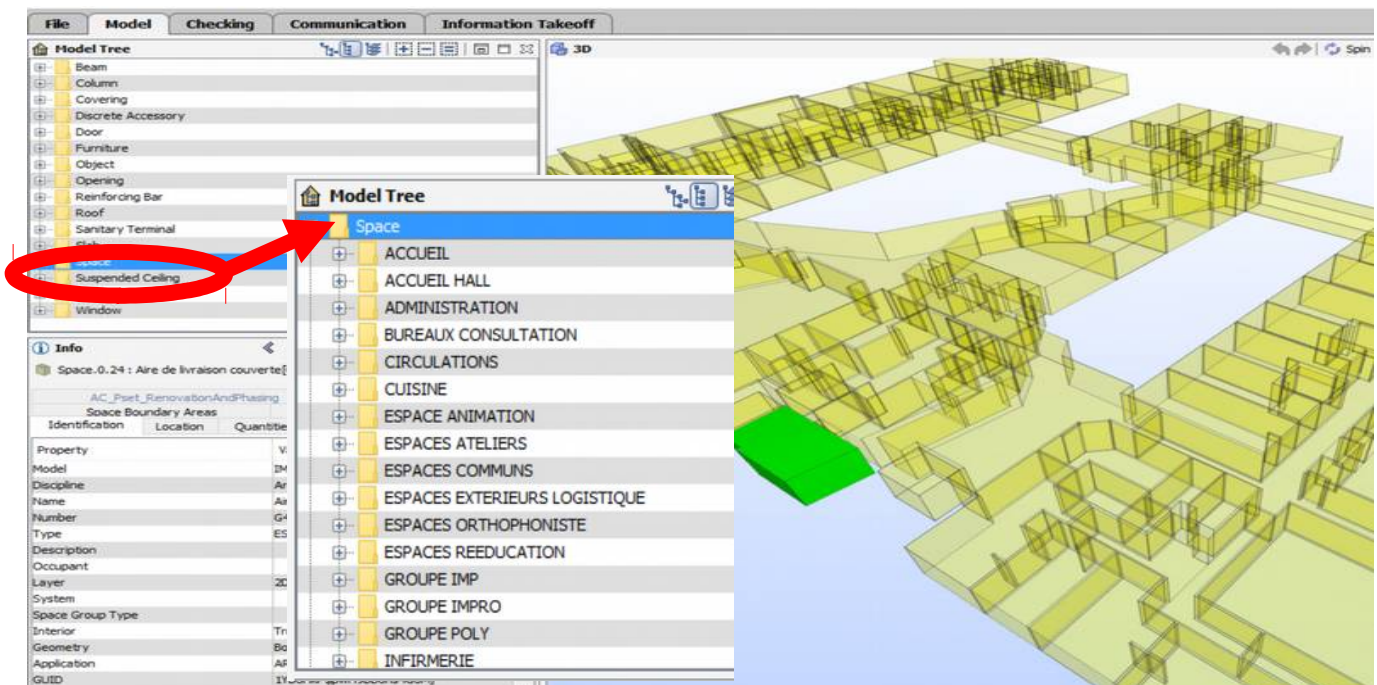 File Model Checking Communication Information Takeoff
Model Tree
3D
Spin
Beam
Column
Covering
Discrete Accessory
Door
Furniture
Object
Opening
Reinforcing Bar
Roof
Sanitary Terminal
Slab
Space
Suspended Ceiling
Window
Model Tree
Space
ACCUEIL
ACCUEIL HALL
ADMINISTRATION
BUREAUX CONSULTATION
CIRCULATIONS
CUISINE
ESPACE ANIMATION
ESPACES ATELIERS
ESPACES COMMUNS
ESPACES EXTERIEURS LOGISTIQUE
ESPACES ORTHOPHONISTE
ESPACES REEDUCATION
GROUPE IMP
GROUPE IMPRO
GROUPE POLY
INFIRMERIE
Info
Space.0.24 : Aire de livraison couverte
AC_Pset_RenovationAndPhasing
Space Boundary Areas
Identification Location Quantitie
Property
Model
Discipline
Name
Number
Type
Description
Occupant
Layer
System
Space Group Type
Interior
Geometry
Application
GUID